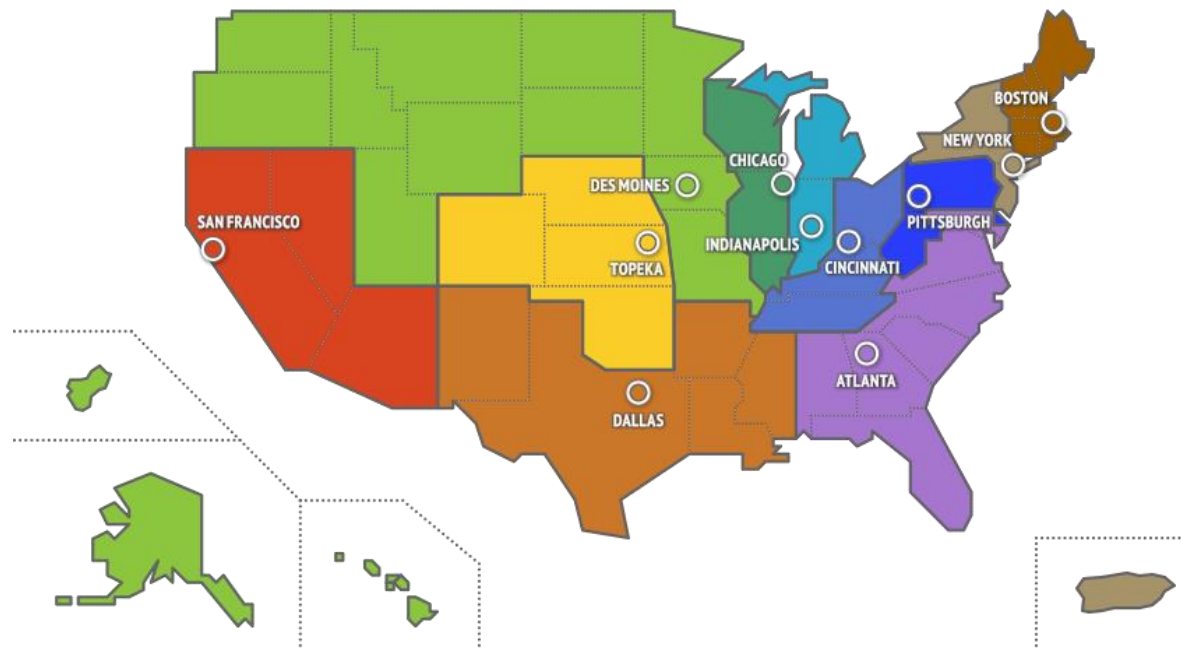 BOSTON
NEW YORK
CHICAGO
DES MOINES
SAN FRANCISCO
PITTSBURGH
INDIANAPOLIS
TOPEKA
CINCINNATI
ATLANTA
DALLAS